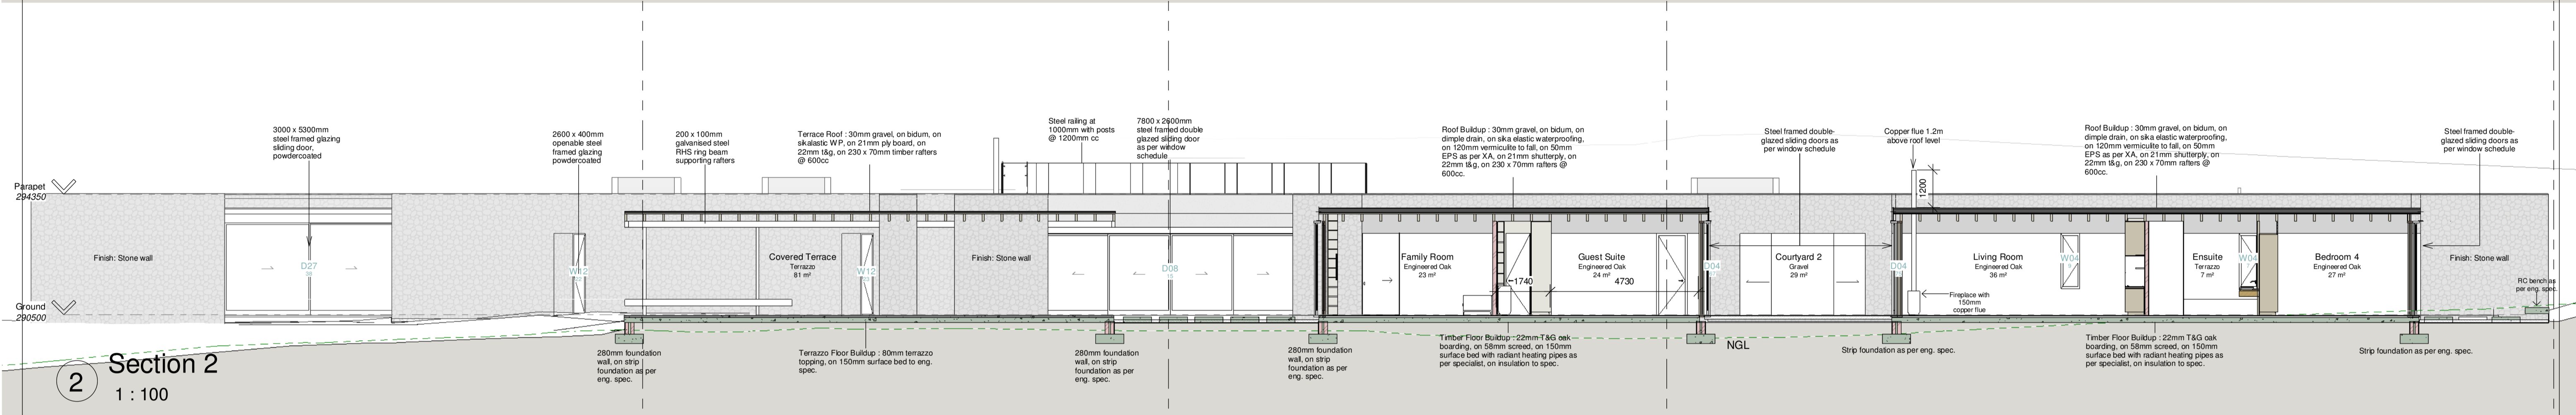 3000 x 5300mm
steel framed glazing
sliding door,
powdercoated
2600 x 400mm
openable steel
framed glazing
powdercoated
200 x 100mm
galvanised steel
RHS ring beam
supporting rafters
Terrace Roof : 30mm gravel, on bidum, on
sikalastic WP, on 21mm ply board, on
22mm t&g, on 230 x 70mm timber rafters
@ 600cc
Steel railing at
1000mm with posts
@ 1200mm cc
7800 x 2600mm
steel framed double
glazed sliding door
as per window
schedule
Roof Buildup : 30mm gravel, on bidum, on
dimple drain, on sika elastic waterproofing,
on 120mm vermiculite to fall, on 50mm
EPS as per XA, on 21mm shutterply, on
22mm t&g, on 230 x 70mm rafters @
600cc.
Steel framed double-
glazed sliding doors as
per window schedule
Copper flue 1.2m
above roof level
Roof Buildup : 30mm gravel, on bidum, on
dimple drain, on sika elastic waterproofing,
on 120mm vermiculite to fall, on 50mm
EPS as per XA, on 21mm shutterply, on
22mm t&g, on 230 x 70mm rafters @
600cc.
Steel framed double-
glazed sliding doors as
per window schedule
Parapet
294350
1200
Finish: Stone wall
D27
W12
Covered Terrace
Terrazzo
81 m²
W12
Finish: Stone wall
D08
Family Room
Engineered Oak
23 m²
1740
Guest Suite
Engineered Oak
24 m²
4730
D04
Courtyard 2
Gravel
29 m²
D04
Living Room
Engineered Oak
36 m²
W04
Ensuite
Terrazzo
7 m²
W04
Bedroom 4
Engineered Oak
27 m²
Finish: Stone wall
RC bench as
per eng. spec.
Fireplace with
150mm
copper flue
Ground
290500
280mm foundation
wall, on strip
foundation as per
eng. spec.
Terrazzo Floor Buildup : 80mm terrazzo
topping, on 150mm surface bed to eng.
spec.
280mm foundation
wall, on strip
foundation as per
eng. spec.
280mm foundation
wall, on strip
foundation as per
eng. spec.
Timber Floor Buildup : 22mm T&G oak
boarding, on 58mm screed, on 150mm
surface bed with radiant heating pipes as
per specialist, on insulation to spec.
NGL
Strip foundation as per eng. spec.
Timber Floor Buildup : 22mm T&G oak
boarding, on 58mm screed, on 150mm
surface bed with radiant heating pipes as
per specialist, on insulation to spec.
Strip foundation as per eng. spec.
2
Section 2
1 : 100